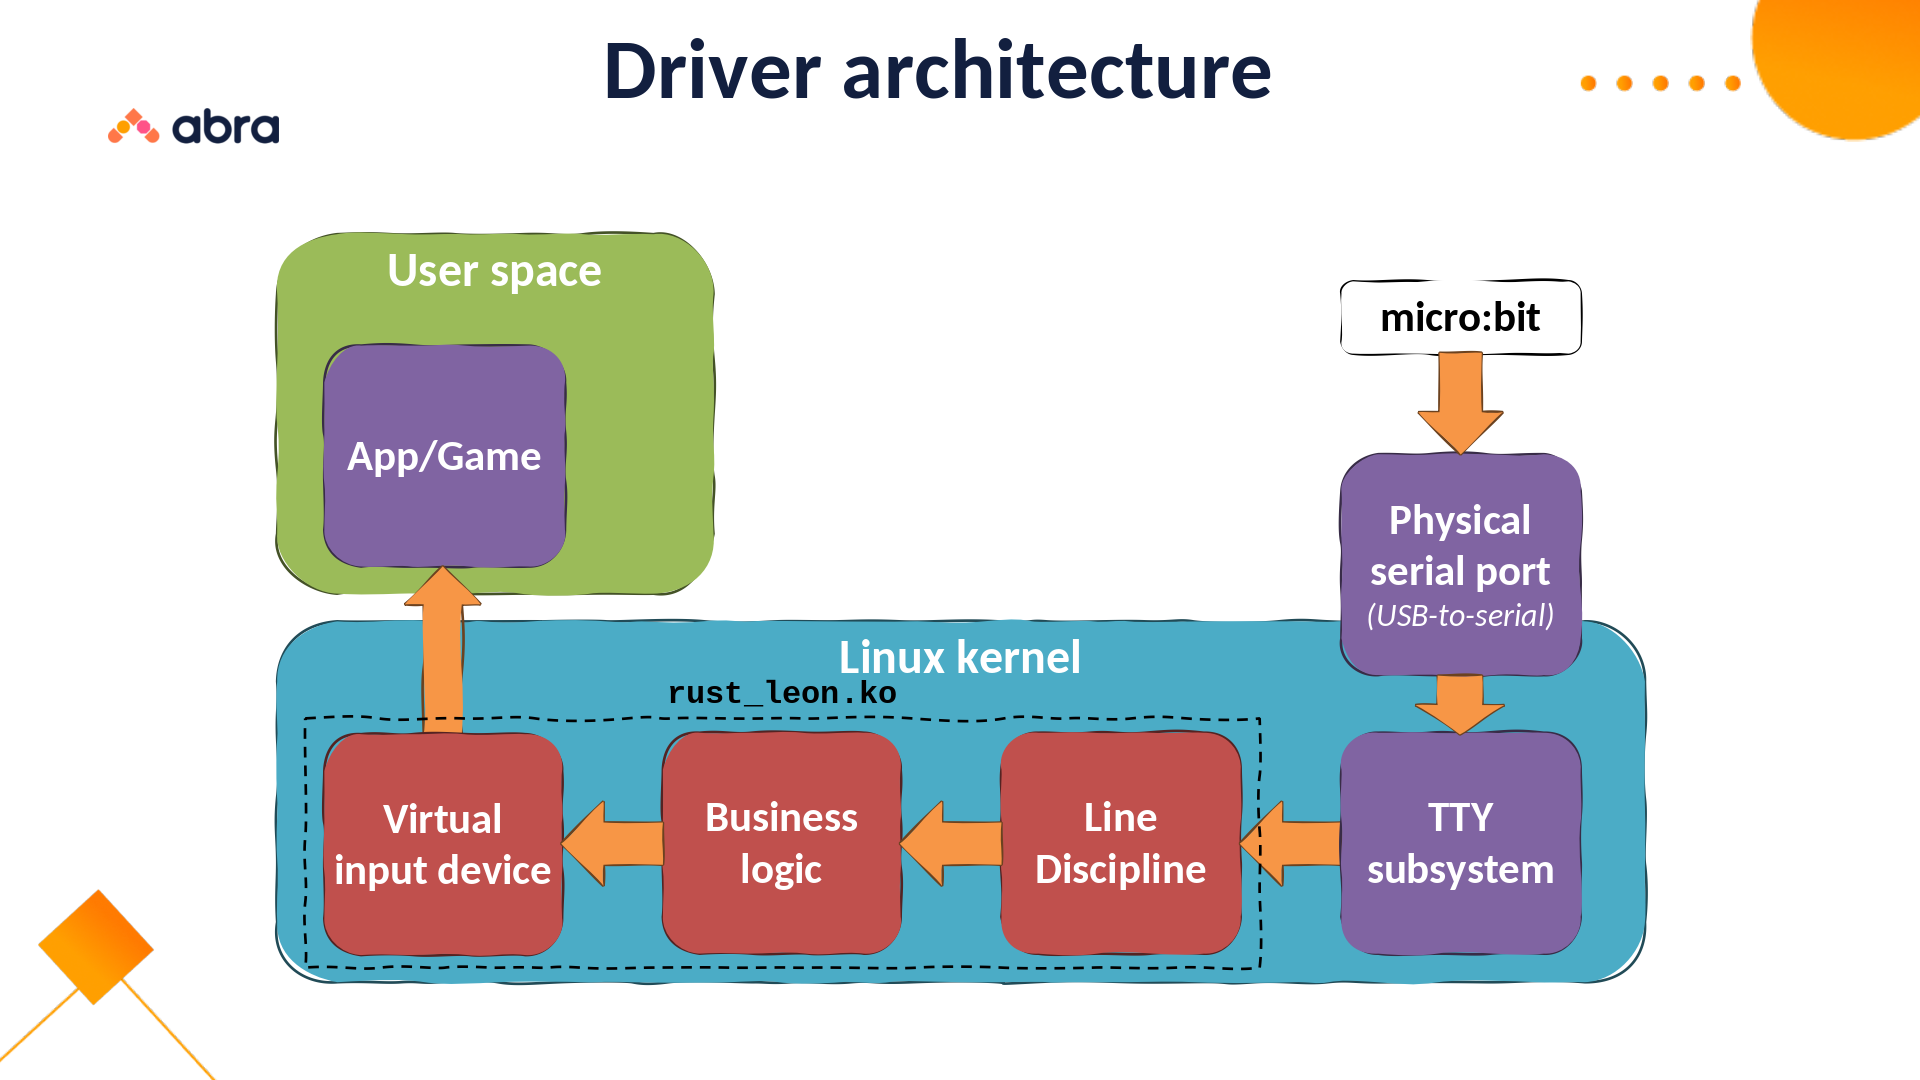 Driver architecture
abra
User space
App/Game
micro:bit
Physical
serial port
(USB-to-serial)
Linux kernel
rust_leon.ko
Virtual
input device
Business
logic
Line
Discipline
TTY
subsystem